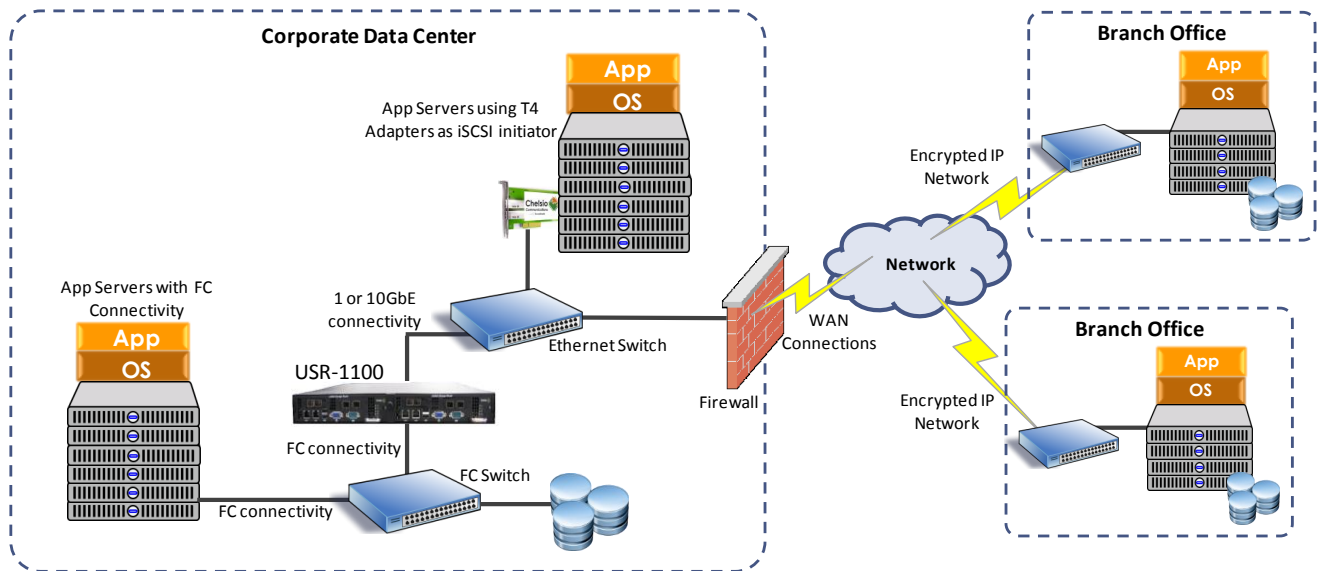 Corporate Data Center
App
OS
App Servers using T4
Adapters as iSCSI initiator
Chelsio
App Servers with FC
Connectivity
App
OS
1 or 10GbE
connectivity
Ethernet Switch
USR-1100
FC connectivity
FC Switch
FC connectivity
Firewall
WAN
Connections
Network
Encrypted IP
Network
Branch Office
App
OS
Encrypted IP
Network
Branch Office
App
OS